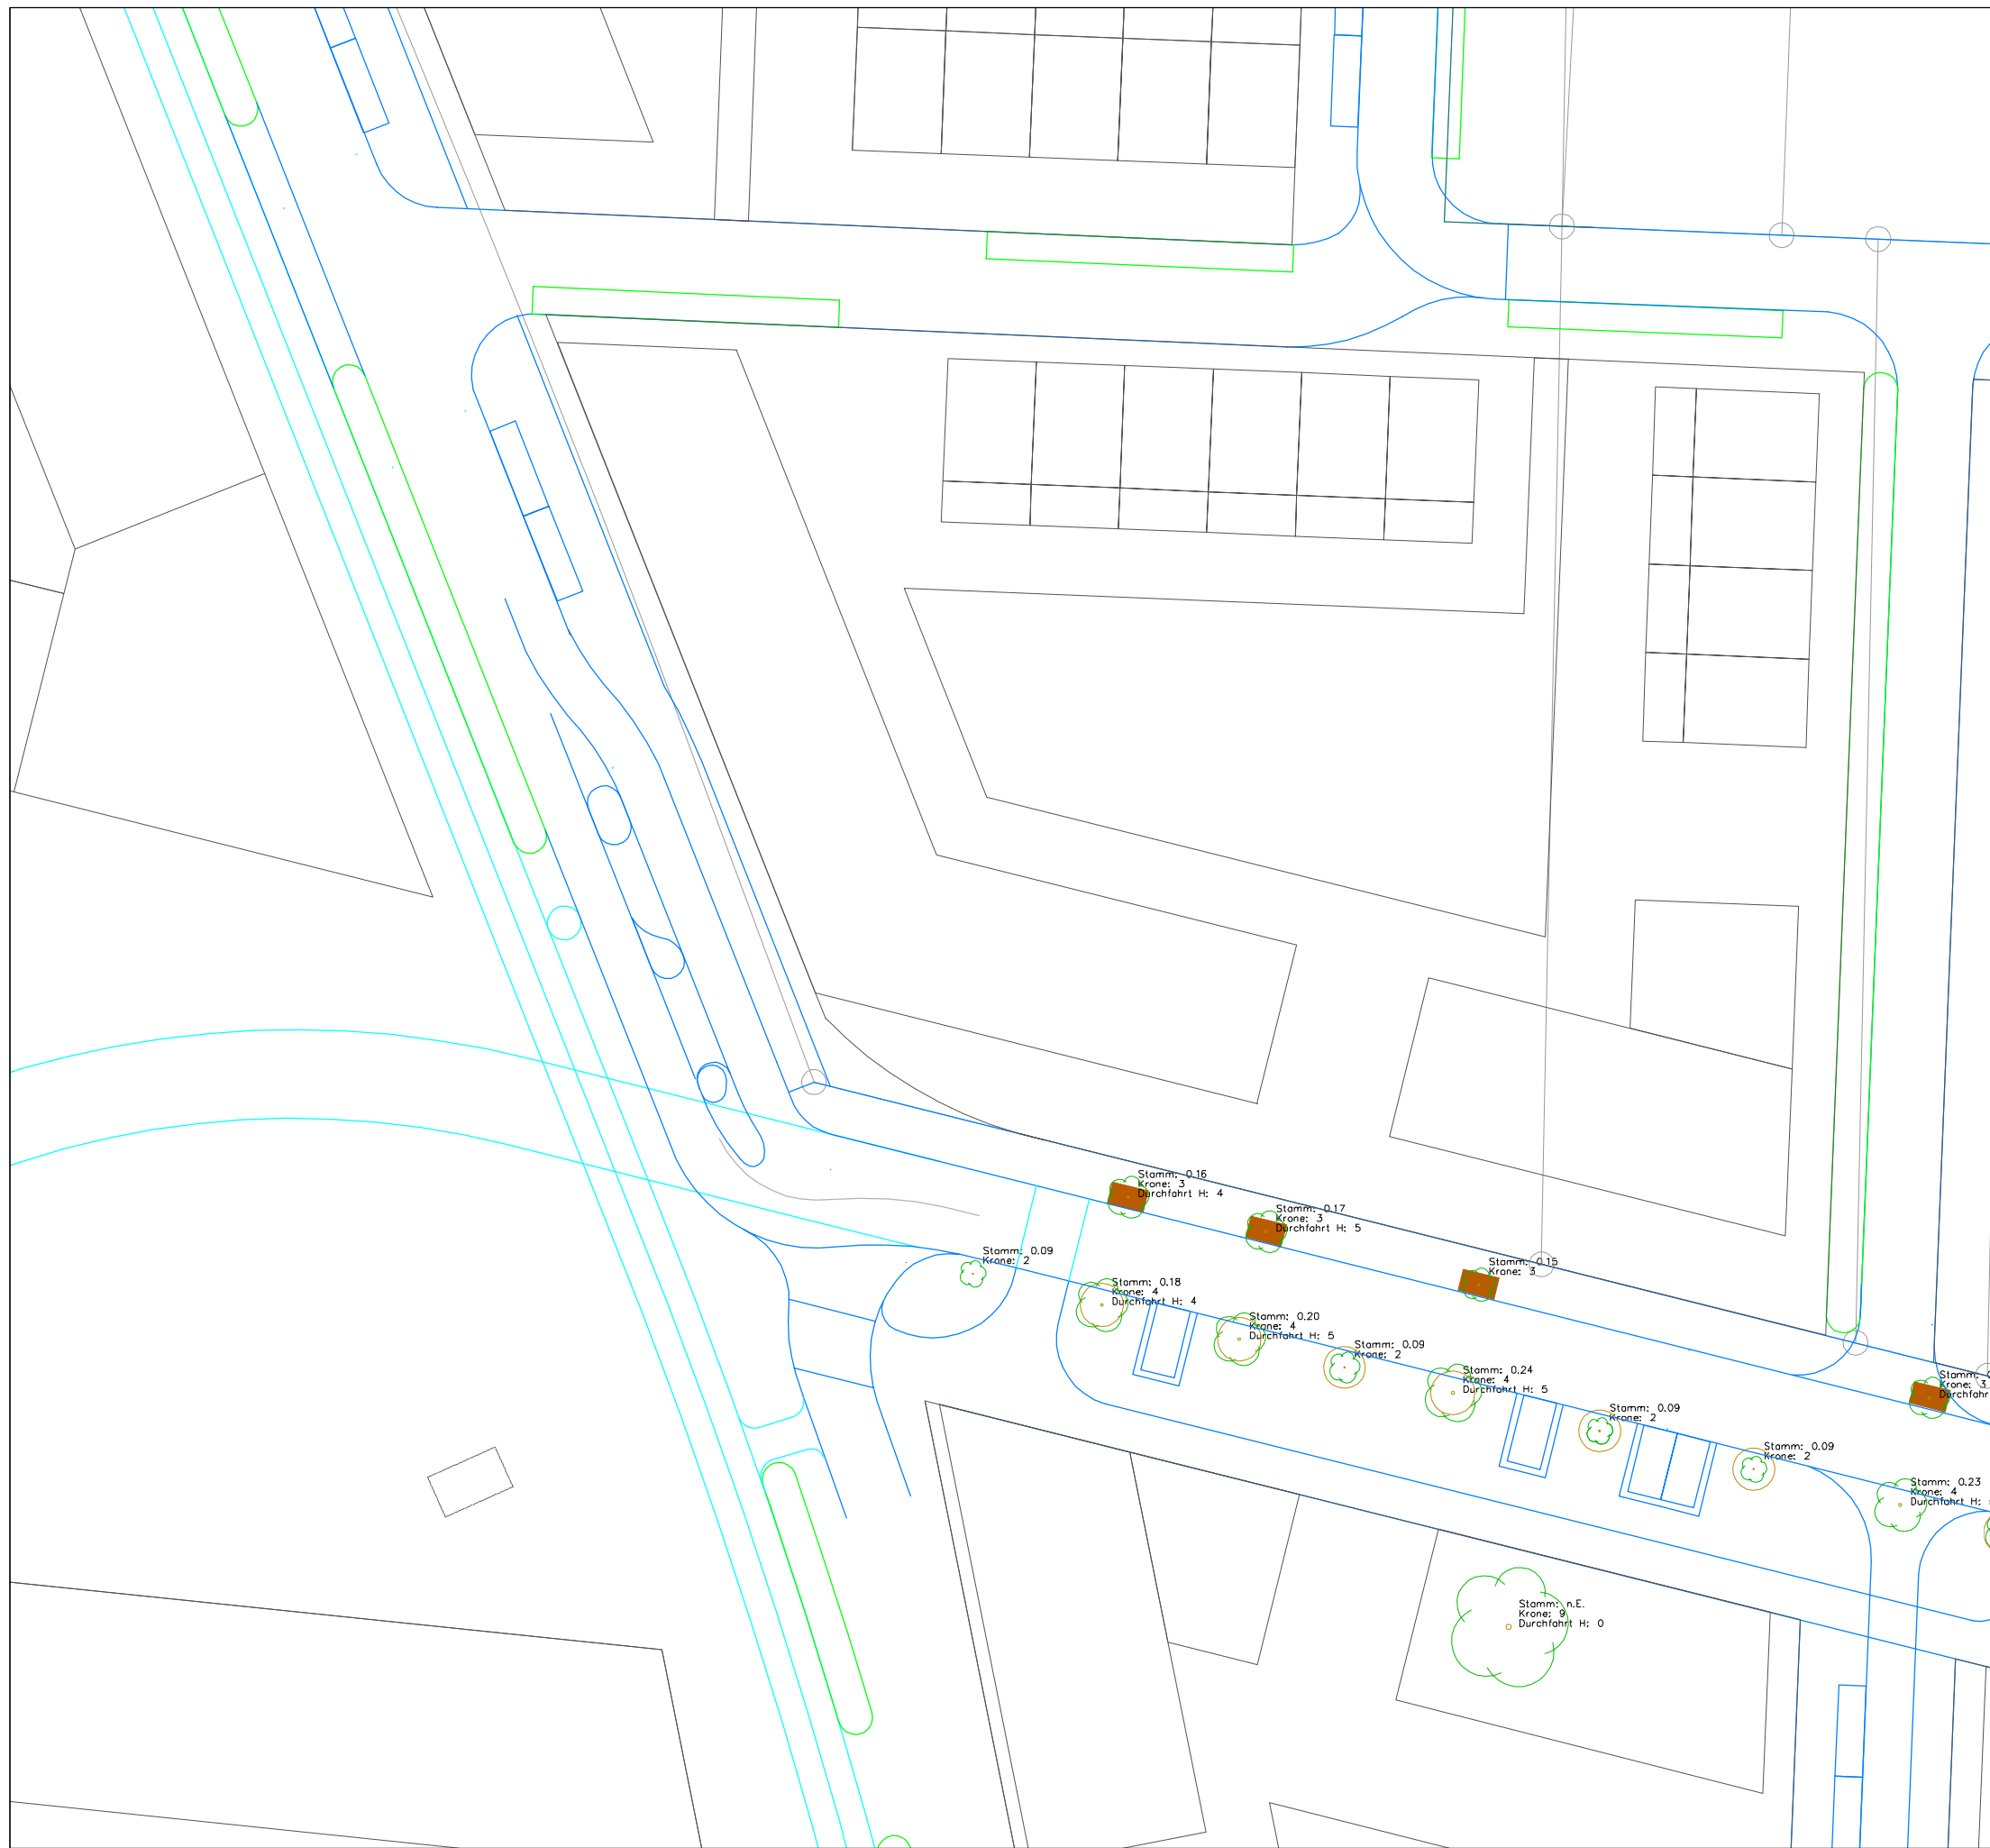 Stamm: 0.16
Krone: 3
Durchfahrt H: 4
Stamm: 0.17
Krone: 3
Durchfahrt H: 5
Stamm: 0.09
Krone: 2
Stamm: 0.15
Krone: 3
Stamm: 0.18
Krone: 4
Durchfahrt H: 4
Stamm: 0.20
Krone: 4
Durchfahrt H: 5
Stamm: 0.09
Krone: 2
Stamm: 0.24
Krone: 4
Durchfahrt H: 5
Stamm:
Krone: 3
Durchfahr
Stamm: 0.09
Krone: 2
Stamm: 0.09
Krone: 2
Stamm: 0.23
Krone: 4
Durchfahrt H:
Stamm: n.E.
Krone: 9
Durchfahrt H: 0